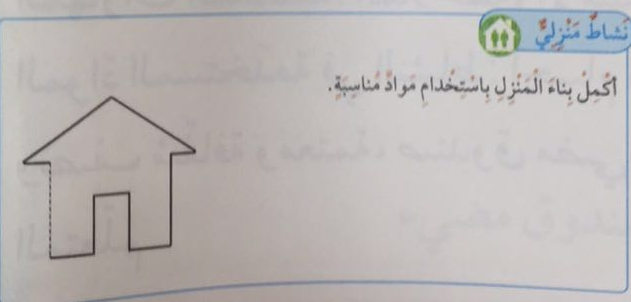 نَشاطٌ مَنْزِلِيٌّ
أُكْمِلُ بِناءَ الْمَنْزِلِ بِاسْتِخْدامِ مَوادَّ مُناسِبَةٍ.